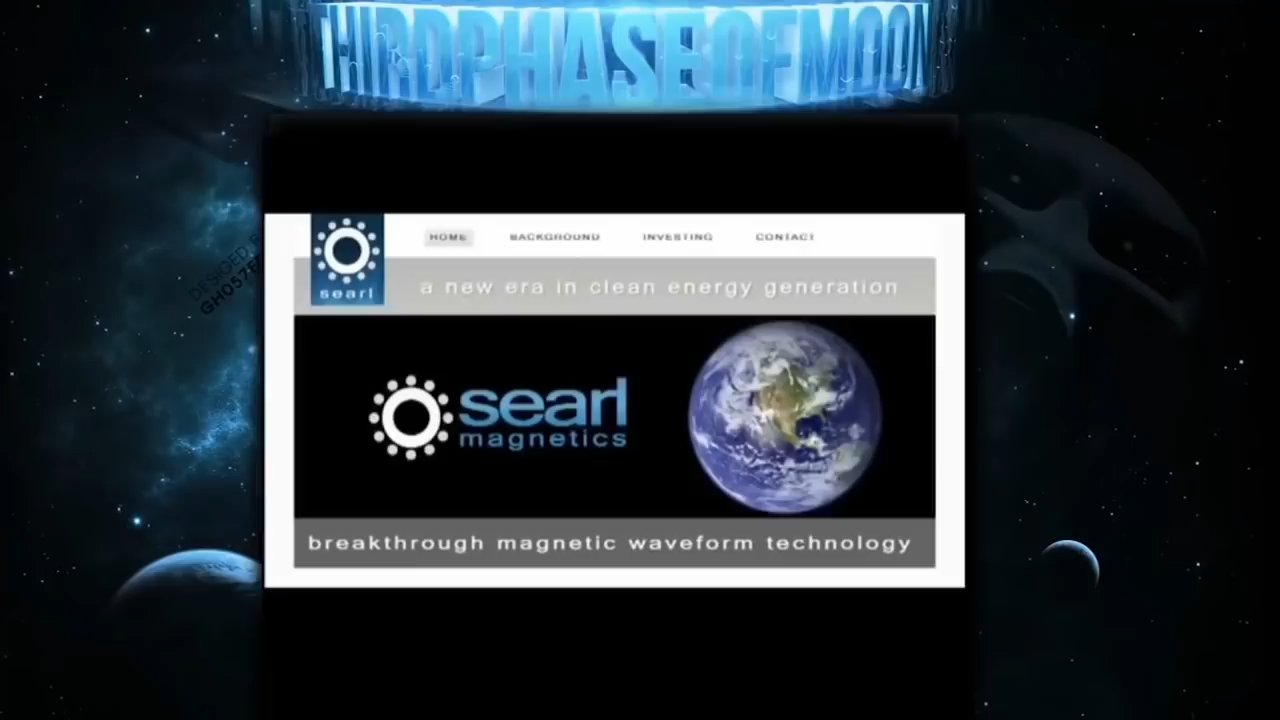 THIRDPHASEOFMOON
HOME BACKGROUND INVESTING CONTACT
searl
a new era in clean energy generation
searl
magnetics
breakthrough magnetic waveform technology